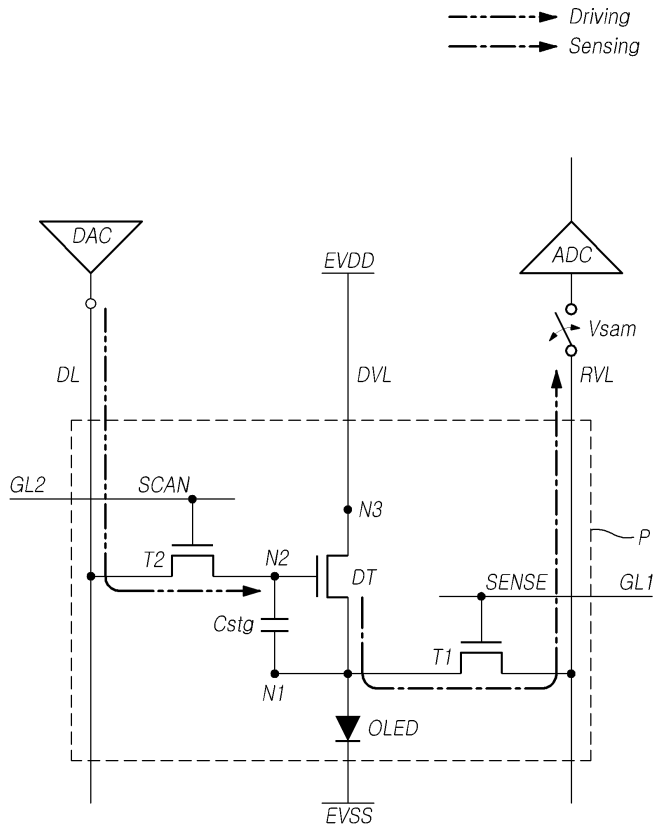 Driving
Sensing
DAC
ADC
EVDD
Vsam
DL
DVL
RVL
GL2
SCAN
N3
P
T2
N2
DT
SENSE
GL1
Cstg
T1
N1
OLED
EVSS